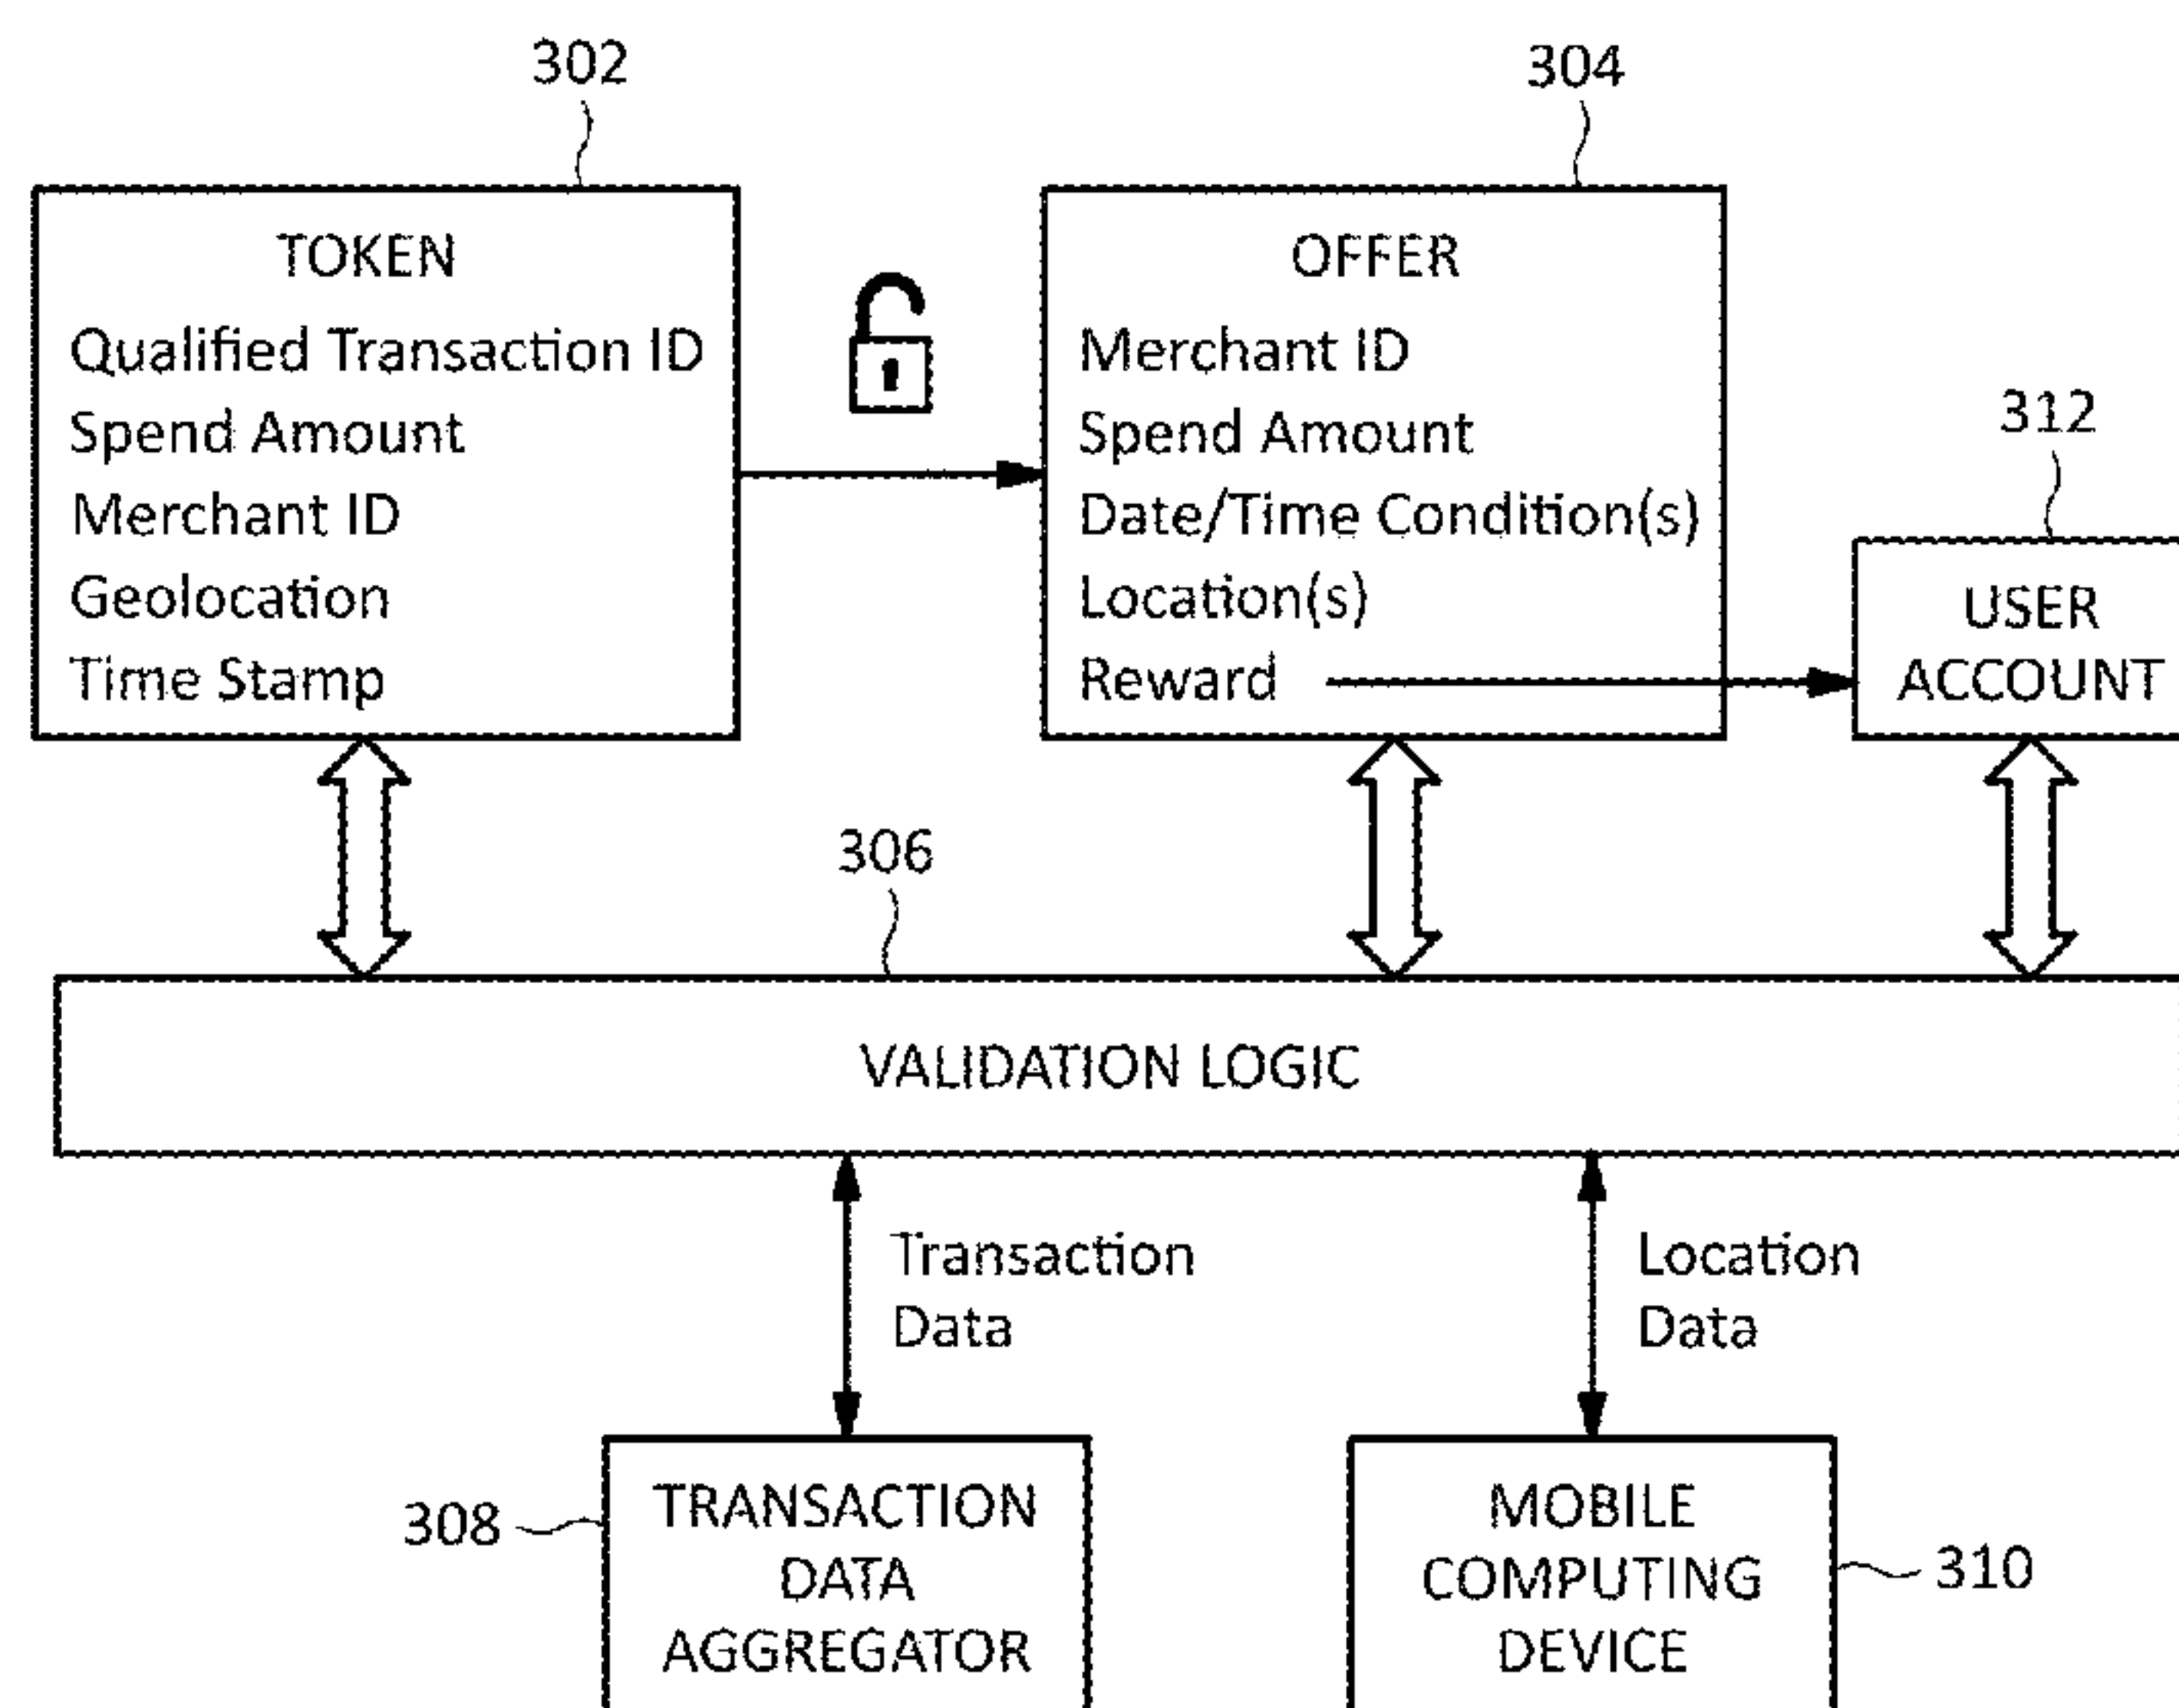 302
304
TOKEN
Qualified Transaction ID
Spend Amount
Merchant ID
Geolocation
Time Stamp
OFFER
Merchant ID
Spend Amount
Date/Time Condition(s)
Location(s)
Reward
312
USER
ACCOUNT
306
VALIDATION LOGIC
Transaction
Data
Location
Data
308
TRANSACTION
DATA
AGGREGATOR
MOBILE
COMPUTING
DEVICE
310